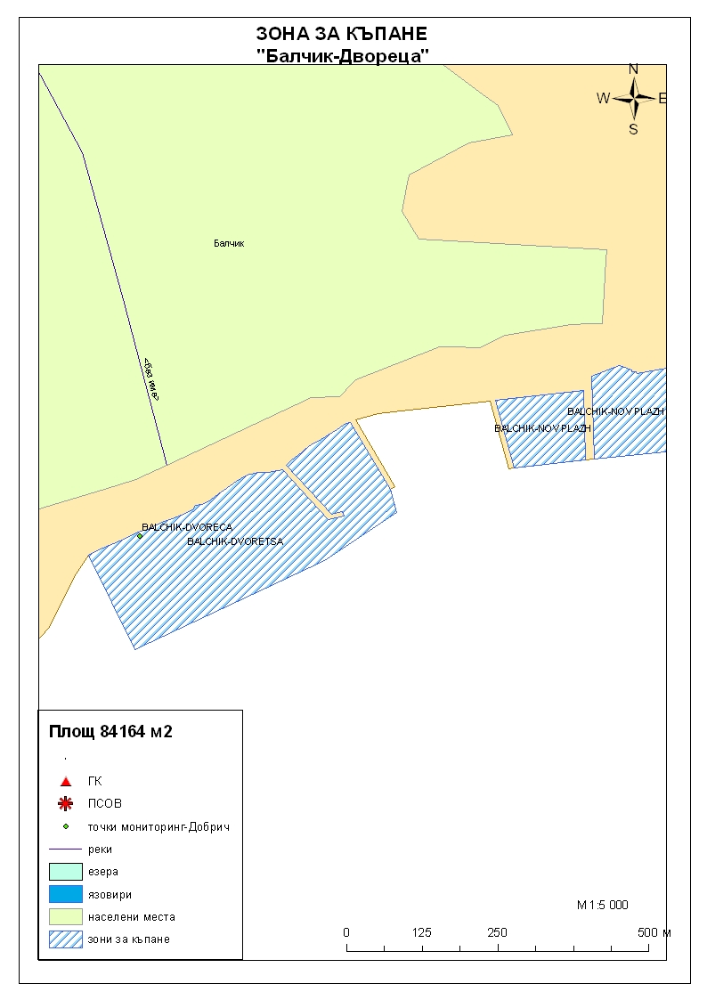 ЗОНА ЗА КЪПАНЕ
"Балчик-Двореца"
N
W E
S
Балчик
<без име>
BALCHIK-NOV PLAZH
BALCHIK-NOV PLAZH
BALCHIK-DVORECA
BALCHIK-DVORETSA
Площ 84164 м2
ГК
ПСОВ
точки мониторинг-Добрич
реки
езера
язовири
населени места
зони за къпане
М 1:5 000
0 125 250 500 м